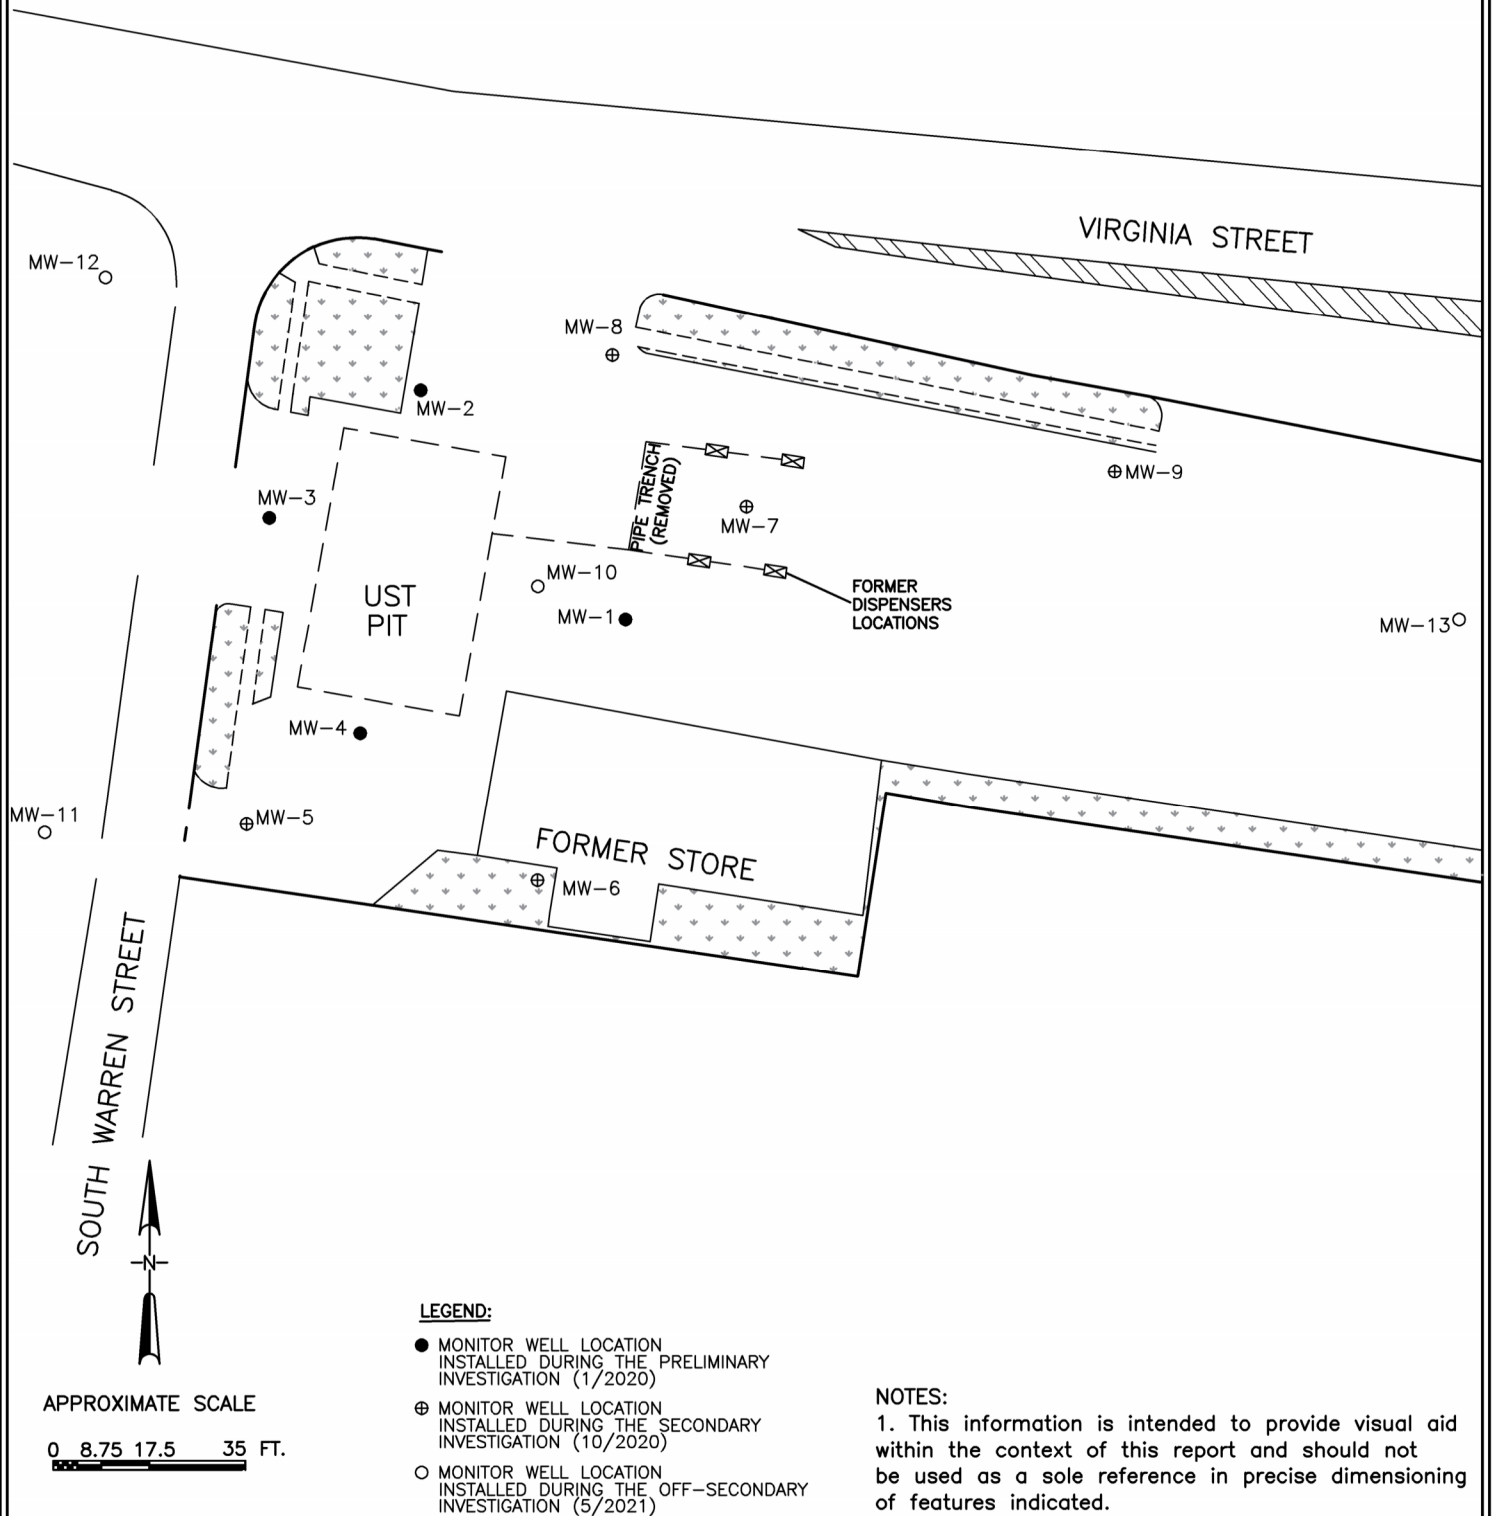 VIRGINIA STREET
MW-12
MW-8
MW-2
MW-9
MW-3
PIPE TRENCH
(REMOVED)
MW-7
MW-10
UST
PIT
MW-1
FORMER
DISPENSERS
LOCATIONS
MW-13
MW-4
MW-11
MW-5
FORMER STORE
MW-6
SOUTH WARREN STREET
N
APPROXIMATE SCALE
0 8.75 17.5 35 FT.
LEGEND:
MONITOR WELL LOCATION
INSTALLED DURING THE PRELIMINARY
INVESTIGATION (1/2020)
MONITOR WELL LOCATION
INSTALLED DURING THE SECONDARY
INVESTIGATION (10/2020)
MONITOR WELL LOCATION
INSTALLED DURING THE OFF-SECONDARY
INVESTIGATION (5/2021)
NOTES:
1. This information is intended to provide visual aid
within the context of this report and should not
be used as a sole reference in precise dimensioning
of features indicated.